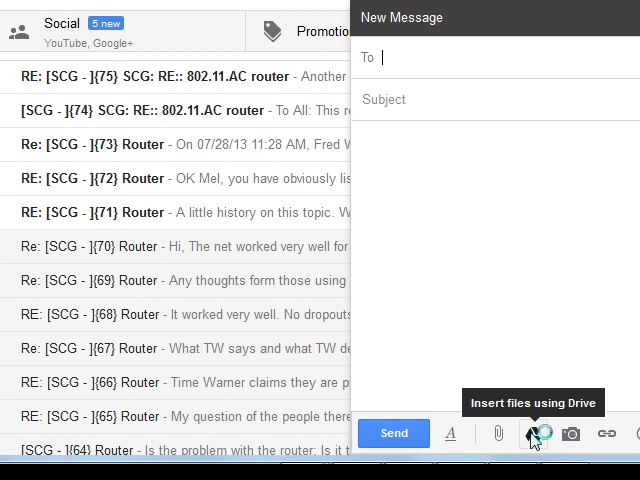 Social 5 new
YouTube, Google+
Promotio
RE: [SCG - ]{75} SCG: RE:: 802.11.AC router - Another
[SCG - ]{74} SCG: RE:: 802.11.AC router - To All: This r
Re: [SCG - ]{73} Router - On 07/28/13 11:28 AM, Fred W
RE: [SCG - ]{72} Router - OK Mel, you have obviously lis
RE: [SCG - ]{71} Router - A little history on this topic. W
Re: [SCG - ]{70} Router - Hi, The net worked very well for
Re: [SCG - ]{69} Router - Any thoughts form those using
RE: [SCG - ]{68} Router - It worked very well. No dropouts
Re: [SCG - ]{67} Router - What TW says and what TW de
RE: [SCG - ]{66} Router - Time Warner claims they are p
RE: [SCG - ]{65} Router - My question of the people there
[SCG - ]{64} Router - Is the problem with the router: Is it t
New Message
To
Subject
Insert files using Drive
Send A